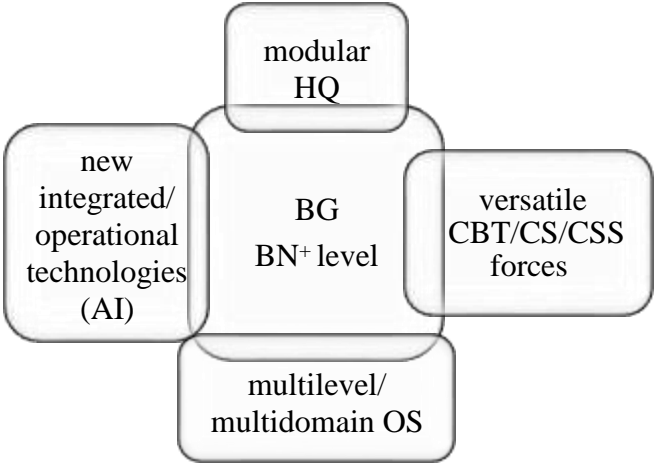 modular
HQ
new
integrated/
operational
technologies
(AI)
BG
BN⁺ level
versatile
CBT/CS/CSS
forces
multilevel/
multidomain OS